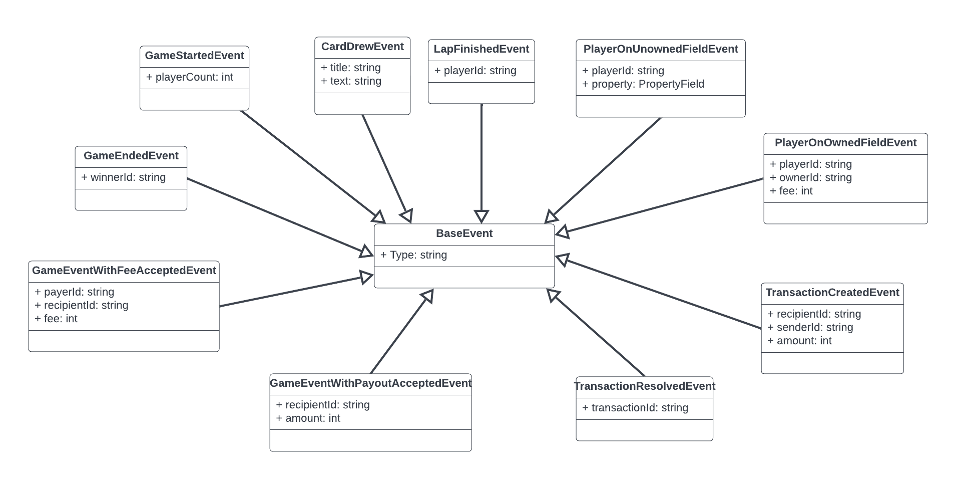 GameStartedEvent
+ playerCount: int
CardDrewEvent
+ title: string
+ text: string
LapFinishedEvent
+ playerId: string
PlayerOnUnownedFieldEvent
+ playerId: string
+ property: PropertyField
PlayerOnOwnedFieldEvent
+ playerId: string
+ ownerId: string
+ fee: int
GameEndedEvent
+ winnerId: string
BaseEvent
+ Type: string
GameEventWithFeeAcceptedEvent
+ payerId: string
+ recipientId: string
+ fee: int
TransactionCreatedEvent
+ recipientId: string
+ senderId: string
+ amount: int
GameEventWithPayoutAcceptedEvent
+ recipientId: string
+ amount: int
TransactionResolvedEvent
+ transactionId: string